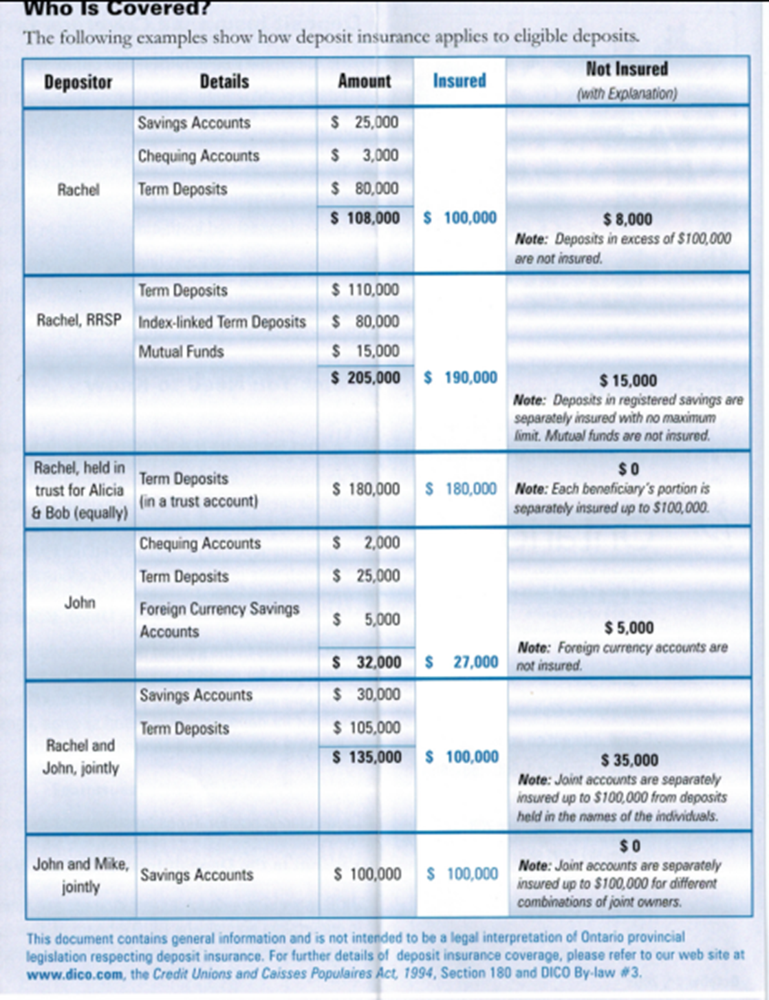 Who Is Covered?
The following examples show how deposit insurance applies to eligible deposits.
Depositor Details Amount Insured Not Insured
(with Explanation)
Savings Accounts $ 25,000
Chequing Accounts $ 3,000
Rachel Term Deposits $ 80,000
$ 108,000 $ 100,000 $ 8,000
Note: Deposits in excess of $100,000
are not insured.
Term Deposits $ 110,000
Rachel, RRSP Index-linked Term Deposits $ 80,000
Mutual Funds $ 15,000
$ 205,000 $ 190,000 $ 15,000
Note: Deposits in registered savings are
separately insured with no maximum
limit. Mutual funds are not insured.
Rachel, held in
trust for Alicia
& Bob (equally)
Term Deposits
(in a trust account)
$ 180,000 $ 180,000
$ 0
Note: Each beneficiary's portion is
separately insured up to $100,000.
Chequing Accounts $ 2,000
Term Deposits $ 25,000
John
Foreign Currency Savings
Accounts
$ 5,000
$ 32,000 $ 27,000
$ 5,000
Note: Foreign currency accounts are
not insured.
Savings Accounts $ 30,000
Term Deposits $ 105,000
Rachel and
John, jointly
$ 135,000 $ 100,000 $ 35,000
Note: Joint accounts are separately
insured up to $100,000 from deposits
held in the names of the individuals.
John and Mike,
jointly
Savings Accounts $ 100,000 $ 100,000
$ 0
Note: Joint accounts are separately
insured up to $100,000 for different
combinations of joint owners.
This document contains general information and is not intended to be a legal interpretation of Ontario provincial
legislation respecting deposit insurance. For further details of deposit insurance coverage, please refer to our web site at
www.dico.com, the Credit Unions and Caisses Populaires Act, 1994, Section 180 and DICO By-law #3.